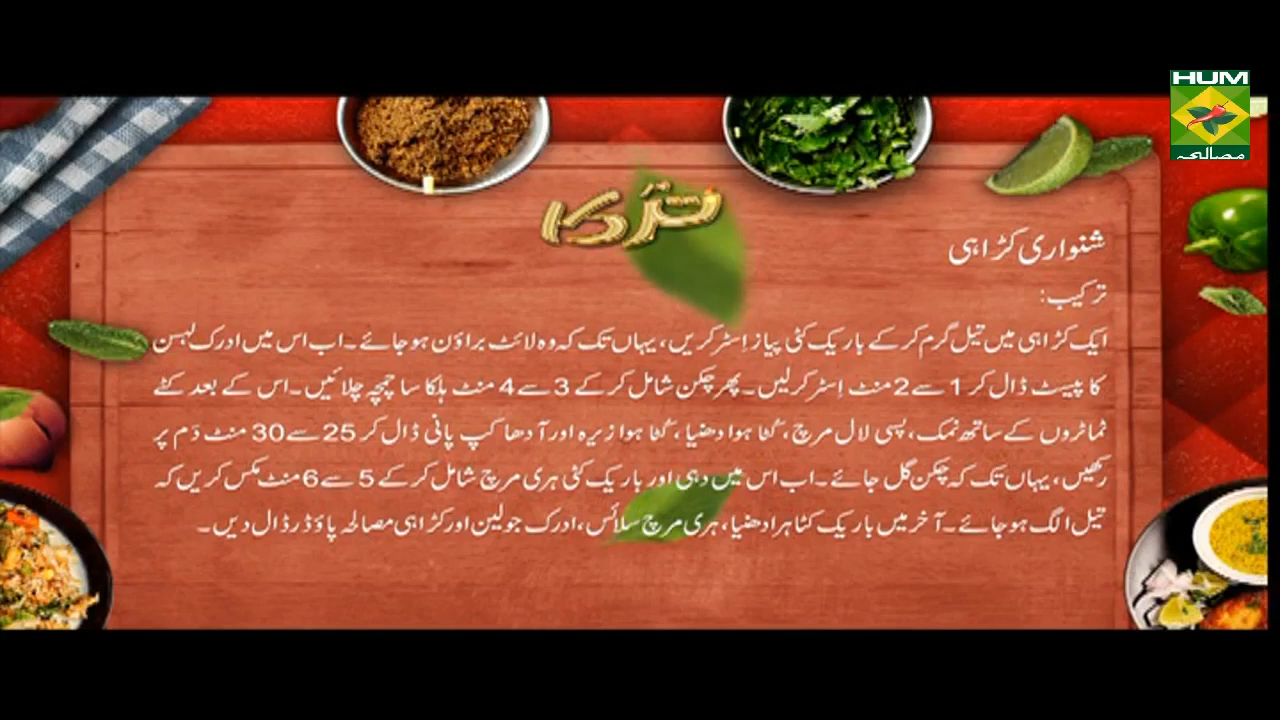 HUM
مصالحہ
تڑکا
شنواری کڑاہی
ترکیب:
ایک کڑاہی میں تیل گرم کر کے باریک کٹی پیاز اِسٹر کریں، یہاں تک کہ وہ لائٹ براؤن ہو جائے۔ اب اس میں ادرک لہسن
کا پیسٹ ڈال کر 1 سے 2 منٹ اِسٹر کر لیں۔ پھر چکن شامل کر کے 3 سے 4 منٹ ہلکا سا چمچہ چلائیں۔ اس کے بعد کٹے
ٹماٹروں کے ساتھ نمک، پسی لال مرچ، کُٹا ہوا دھنیا، کُٹا ہوا زیرہ اور آدھا کپ پانی ڈال کر 25 سے 30 منٹ دَم پر
رکھیں، یہاں تک کہ چکن گل جائے۔ اب اس میں دہی اور باریک کٹی ہری مرچ شامل کر کے 5 سے 6 منٹ مکس کریں کہ
تیل الگ ہو جائے۔ آخر میں باریک کٹا ہرا دھنیا، ہری مرچ سلائس، ادرک جولین اور کڑاہی مصالحہ پاؤڈر ڈال دیں۔